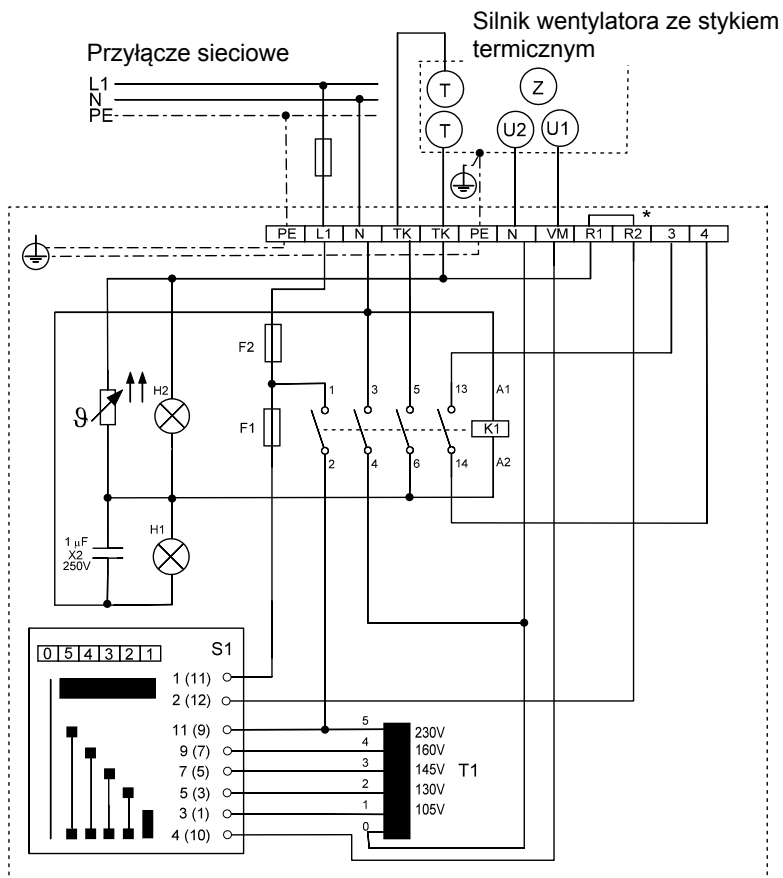 Silnik wentylatora ze stykiem
termicznym
Przyłącze sieciowe
L1
N
PE
T
Z
T
U2
U1
PE L1 N TK TK PE N VM R1 R2 3 4
*
F2
1 3 5 13 A1
ϑ
H2
F1
K1
2 4 6 14 A2
1 µF
X2
250V
H1
S1
0 5 4 3 2 1
1 (11)
2 (12)
11 (9)
9 (7)
7 (5)
5 (3)
3 (1)
4 (10)
5 230V
4 160V
3 145V
T1
2 130V
1 105V
0